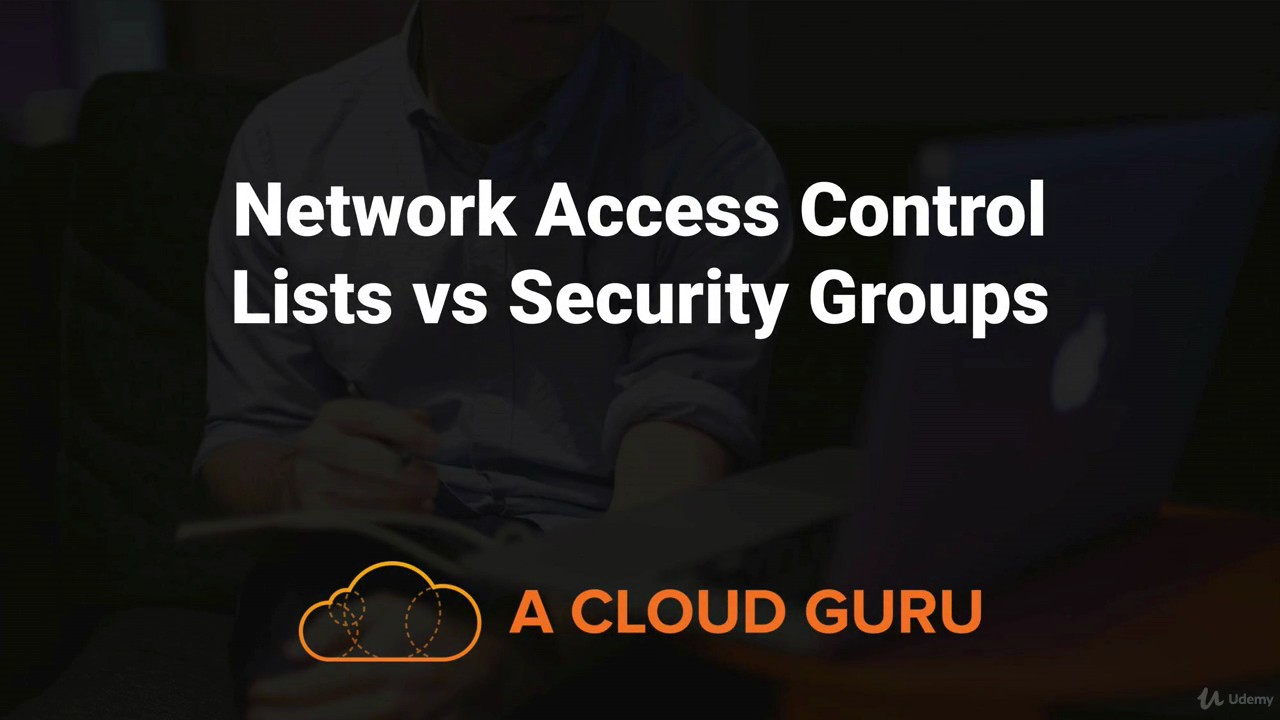 Network Access Control
Lists vs Security Groups
A CLOUD GURU
Udemy